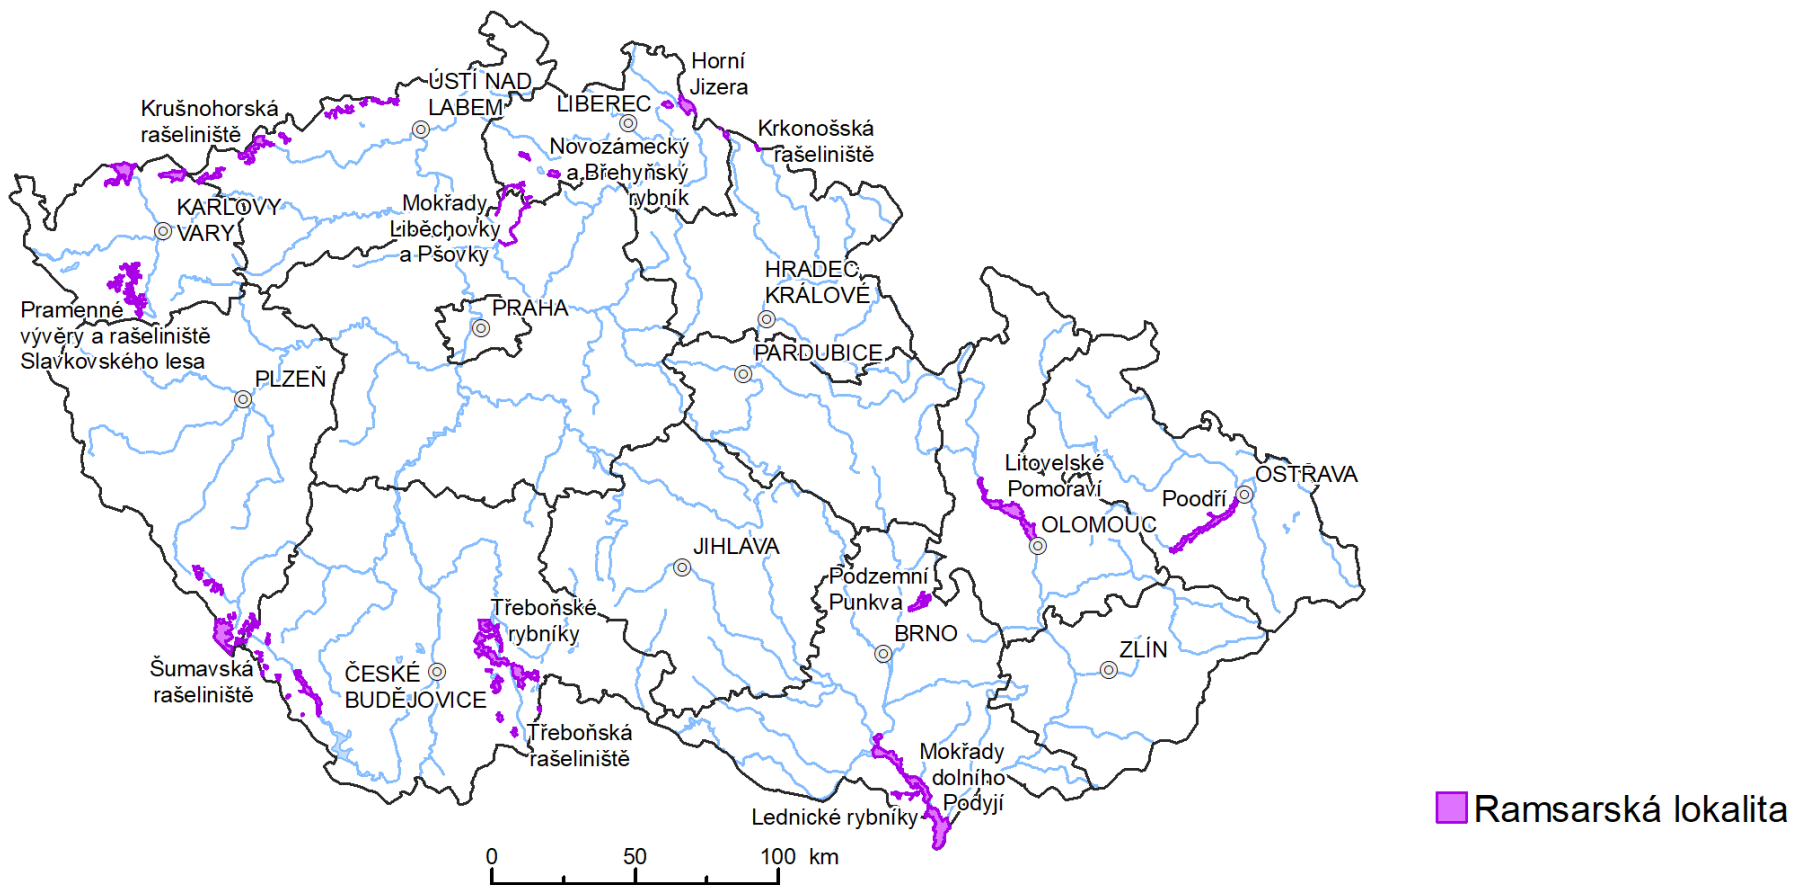 Horní
Jizera
ÚSTÍ NAD
LABEM
LIBEREC
Krušnohorská
rašeliniště
Krkonošská
rašeliniště
Novozámecký
a Břehyňský
rybník
KARLOVY
VARY
Mokřady
Liběchovky
a Pšovky
HRADEC
KRÁLOVÉ
Pramenné
vývěry a rašeliniště
Slavkovského lesa
PRAHA
PARDUBICE
PLZEŇ
Litovelské
Pomoraví
OSTRAVA
Poodří
OLOMOUC
JIHLAVA
Podzemní
Punkva
Třeboňské
rybníky
BRNO
ZLÍN
Šumavská
rašeliniště
ČESKÉ
BUDĚJOVICE
Třeboňská
rašeliniště
Mokřady
dolního
Podyjí
Lednické rybníky
Ramsarská lokalita
0 50 100 km